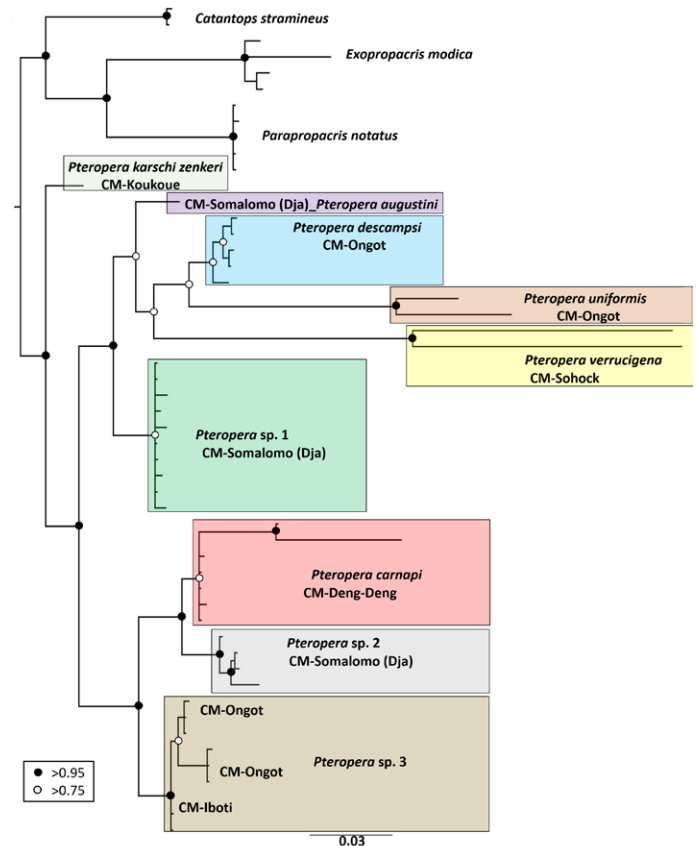 Catantops stramineus
Exopropacris modica
Parapropacris notatus
Pteropera karschi zenkeri
CM-Koukoue
CM-Somalomo (Dja)_Pteropera augustini
Pteropera descampsi
CM-Ongot
Pteropera uniformis
CM-Ongot
Pteropera verrucigena
CM-Sohock
Pteropera sp. 1
CM-Somalomo (Dja)
Pteropera carnapi
CM-Deng-Deng
Pteropera sp. 2
CM-Somalomo (Dja)
CM-Ongot
Pteropera sp. 3
CM-Ongot
CM-Iboti
>0.95
>0.75
0.03